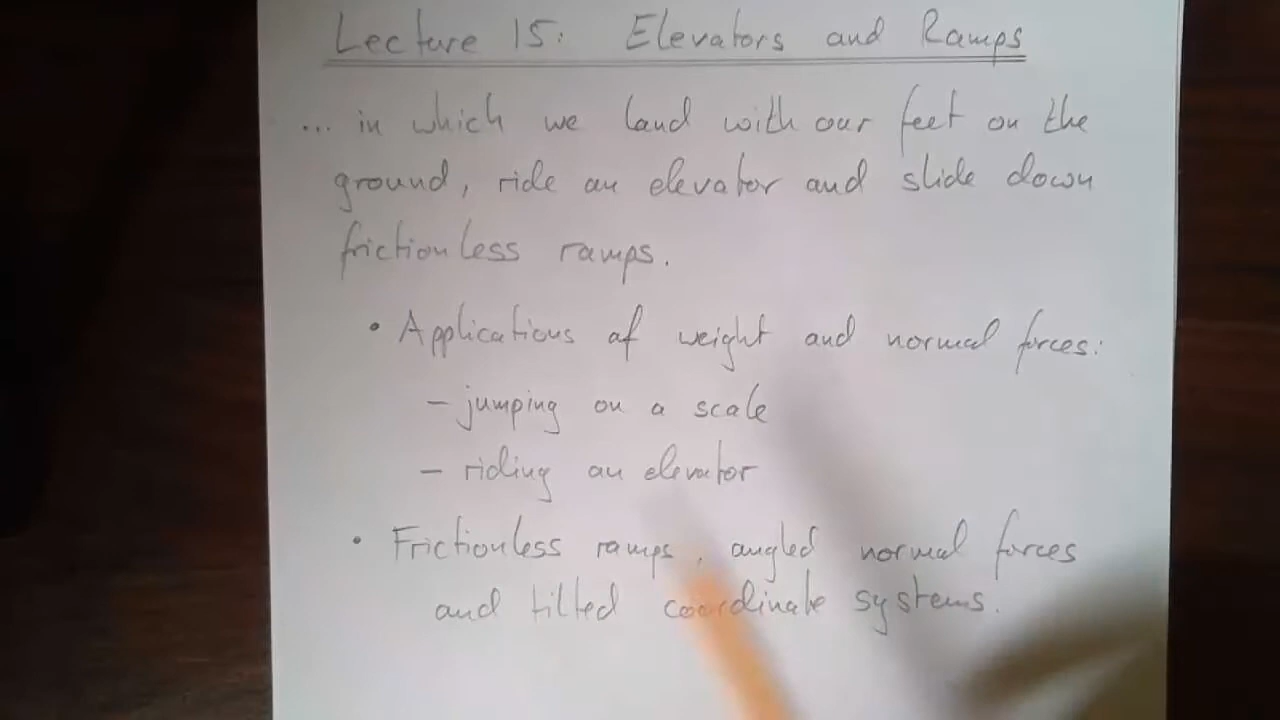 Lecture 15: Elevators and Ramps
... in which we land with our feet on the
ground, ride an elevator and slide down
frictionless ramps.
• Applications of weight and normal forces:
- jumping on a scale
- riding an elevator
• Frictionless ramps, angled normal forces
and tilted coordinate systems.